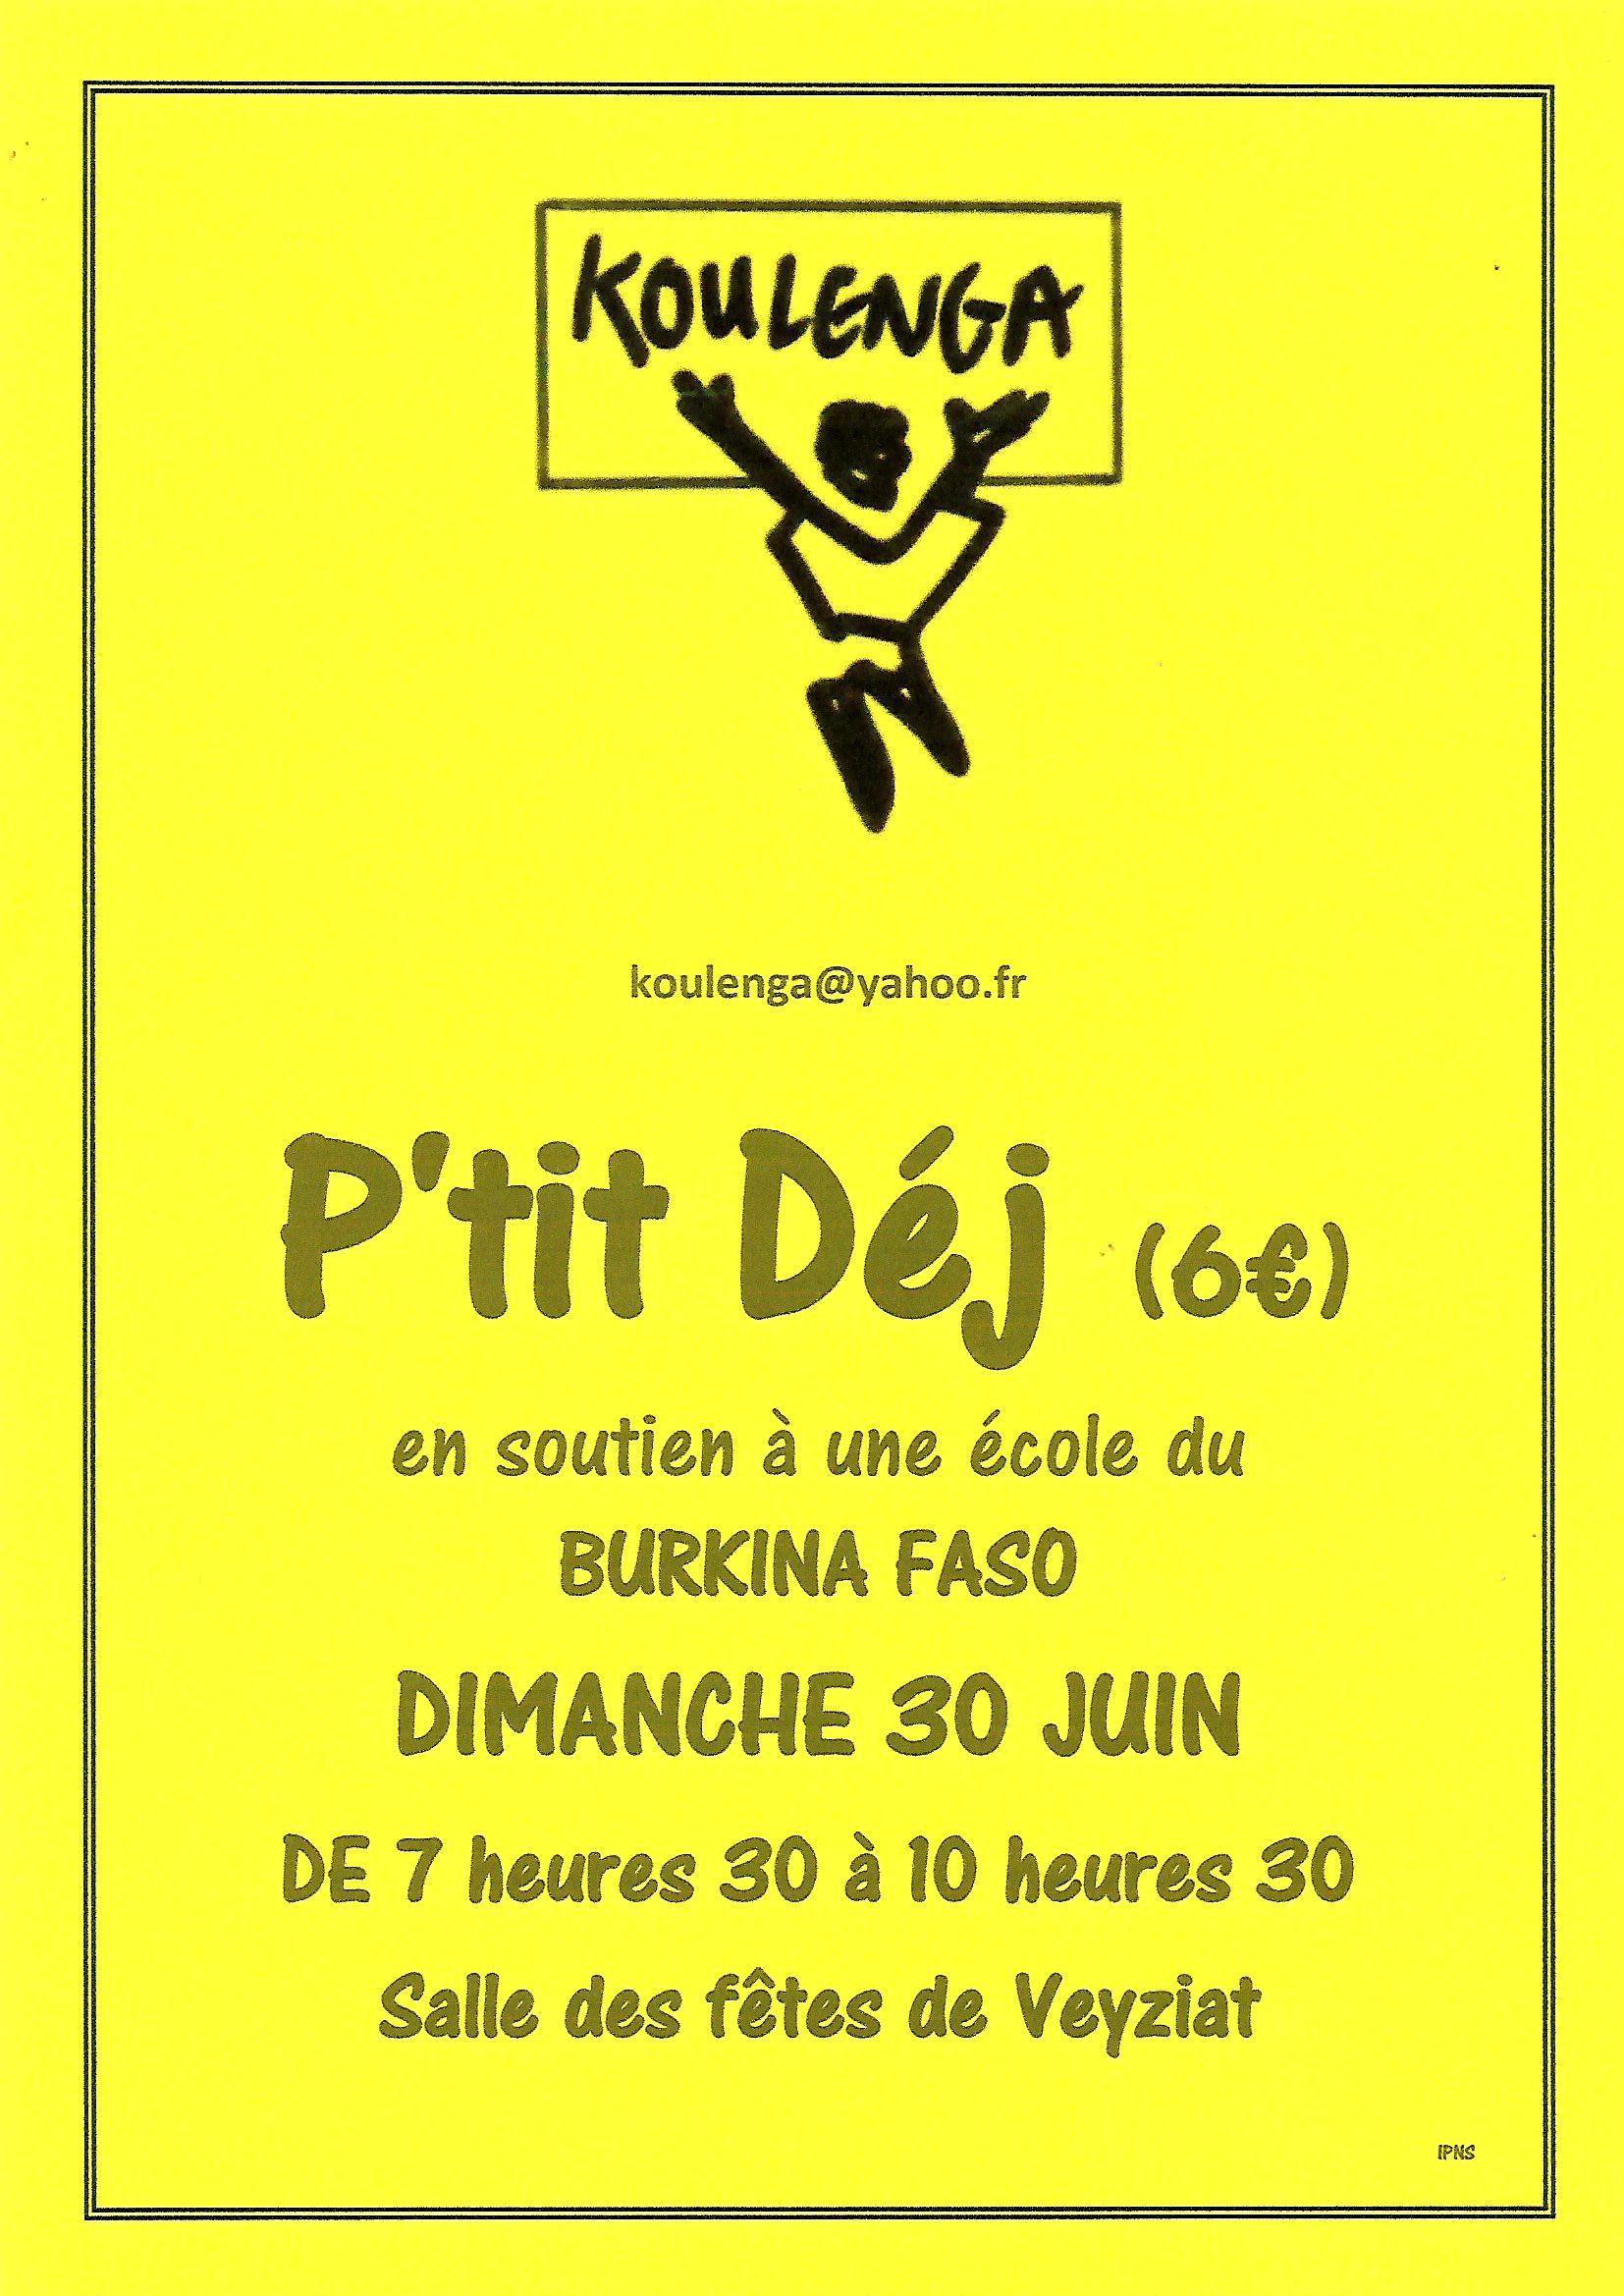 KOULENGA
koulenga@yahoo.fr
P'tit Déj (6€)
en soutien à une école du
BURKINA FASO
DIMANCHE 30 JUIN
DE 7 heures 30 à 10 heures 30
Salle des fêtes de Veyziat
IPNS